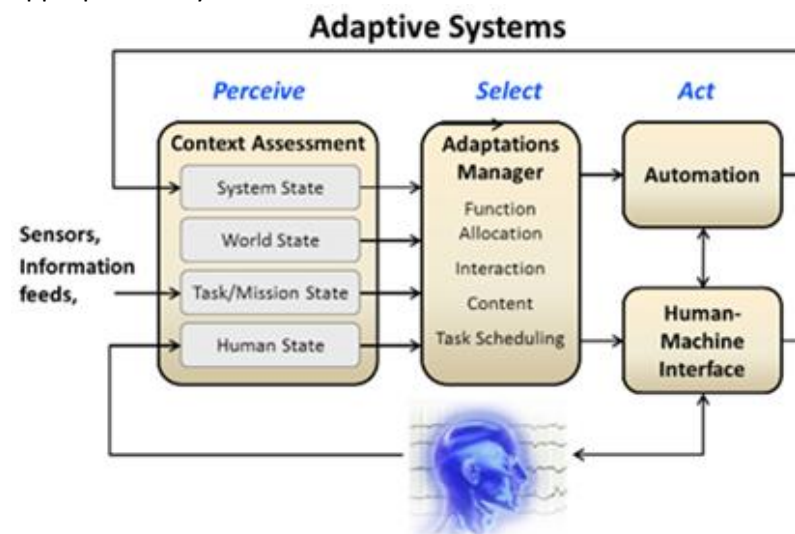 Adaptive Systems
Perceive
Select
Act
Context Assessment
System State
World State
Task/Mission State
Human State
Sensors,
Information
feeds,
Adaptations
Manager
Function
Allocation
Interaction
Content
Task Scheduling
Automation
Human-
Machine
Interface